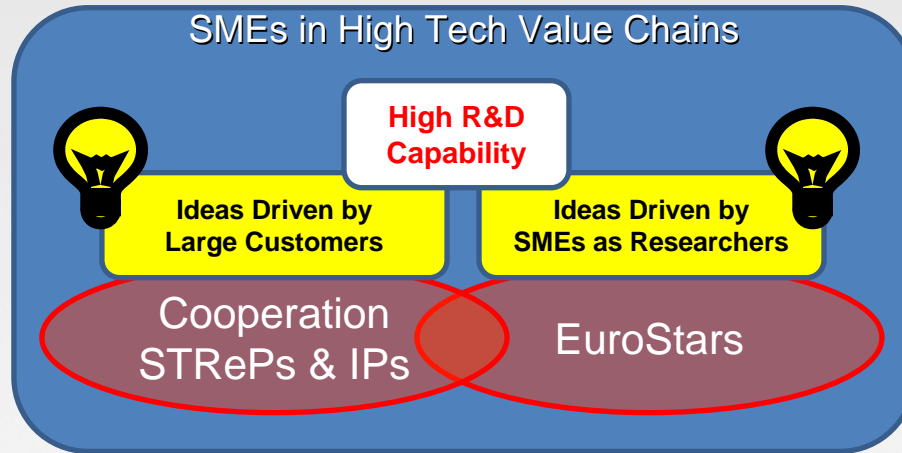 SMEs in High Tech Value Chains
High R&D
Capability
Ideas Driven by
Large Customers
Ideas Driven by
SMEs as Researchers
Cooperation
STRePs & IPs
EuroStars